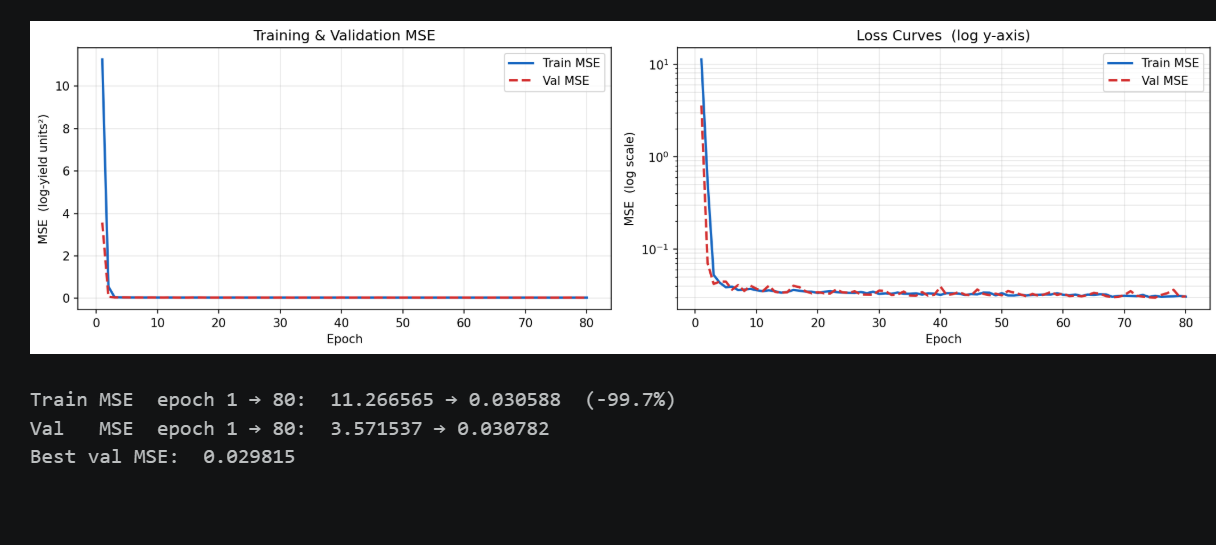 Training & Validation MSE
MSE (log-yield units²)
10
8
6
4
2
0
0 10 20 30 40 50 60 70 80
Epoch
Train MSE
Val MSE
Loss Curves (log y-axis)
MSE (log scale)
10¹
10⁰
10⁻¹
0 10 20 30 40 50 60 70 80
Epoch
Train MSE
Val MSE
Train MSE epoch 1 → 80: 11.266565 → 0.030588 (-99.7%)
Val MSE epoch 1 → 80: 3.571537 → 0.030782
Best val MSE: 0.029815